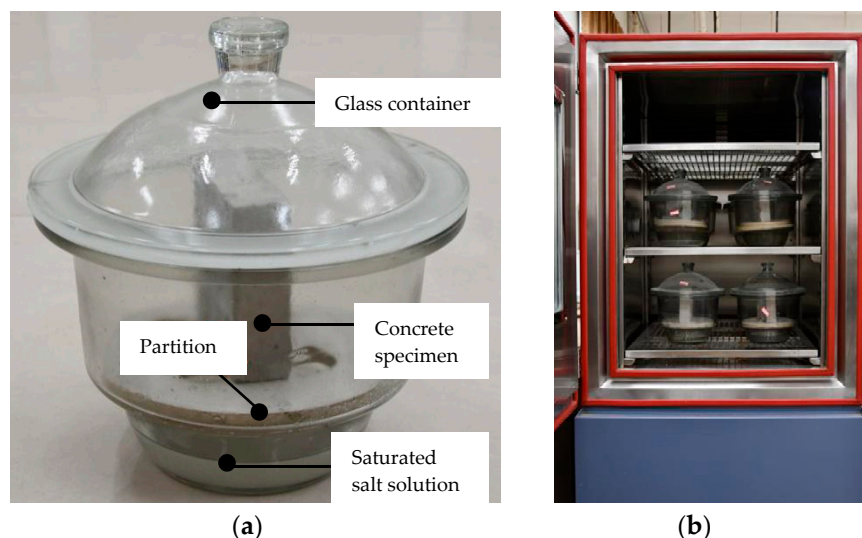 Glass container
Concrete
specimen
Partition
Saturated
salt solution
(a)
(b)